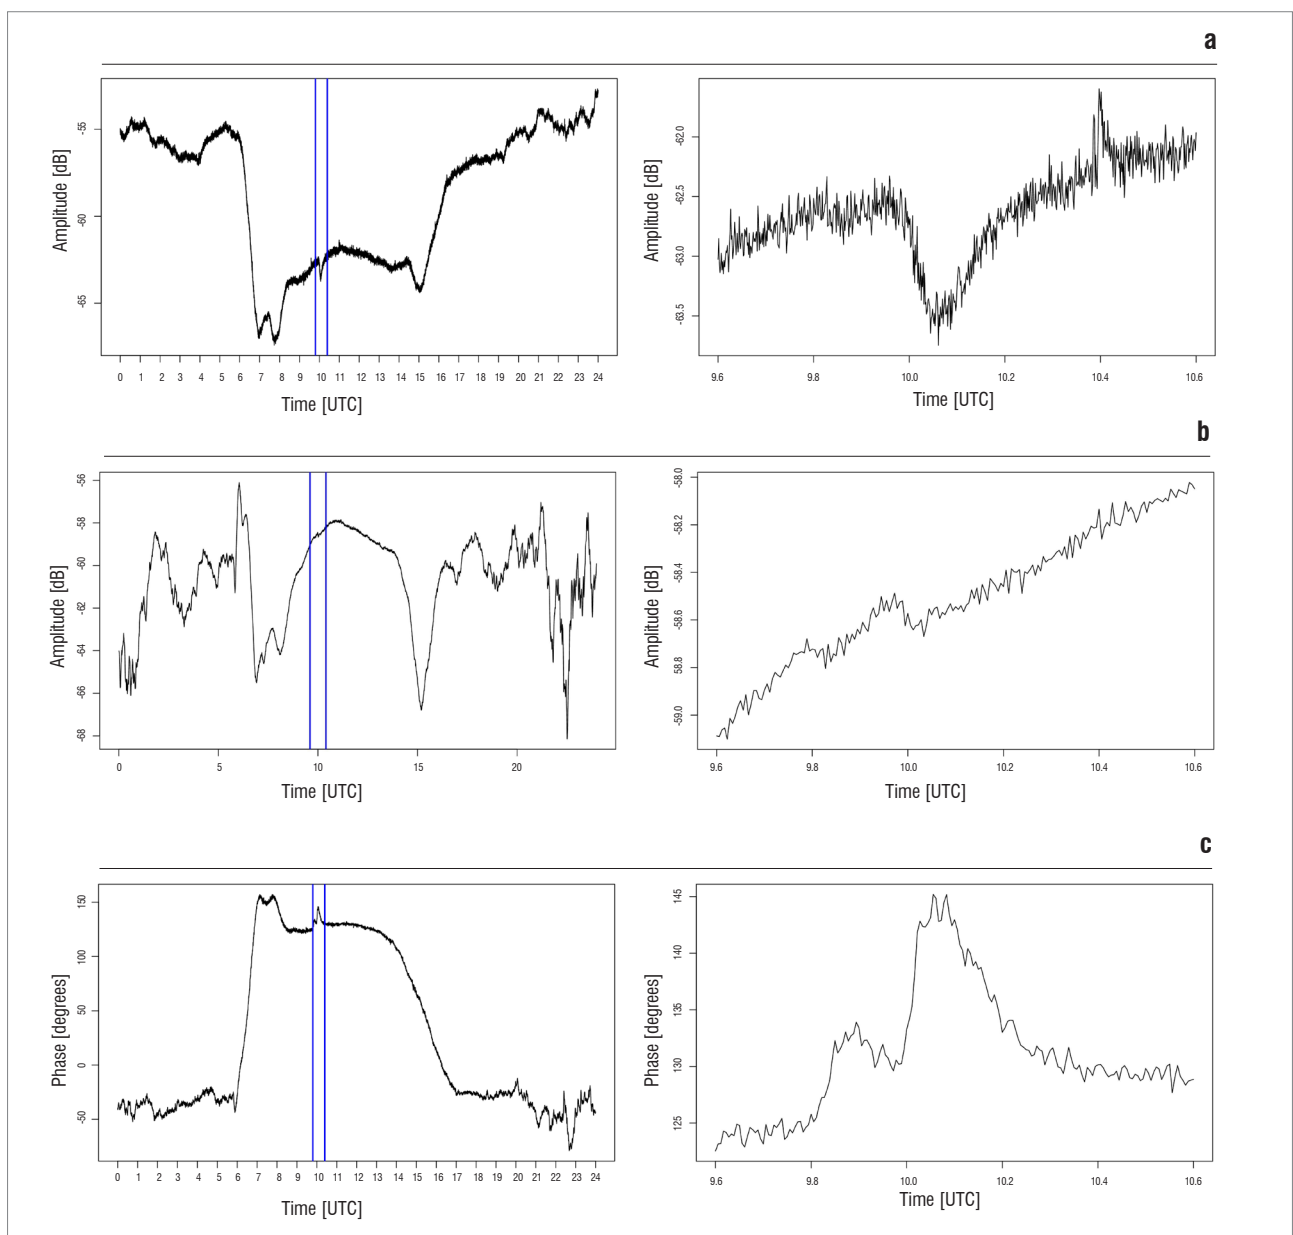 a
Amplitude [dB]
-55
-60
-65
0 1 2 3 4 5 6 7 8 9 10 11 12 13 14 15 16 17 18 19 20 21 22 23 24
Time [UTC]
Amplitude [dB]
-62.0
-62.5
-63.0
-63.5
9.6 9.8 10.0 10.2 10.4 10.6
Time [UTC]
b
Amplitude [dB]
-56
-58
-60
-62
-64
-66
-68
0 5 10 15 20
Time [UTC]
Amplitude [dB]
-58.0
-58.2
-58.4
-58.6
-58.8
-59.0
9.6 9.8 10.0 10.2 10.4 10.6
Time [UTC]
c
Phase [degrees]
150
100
50
0
-50
0 1 2 3 4 5 6 7 8 9 10 11 12 13 14 15 16 17 18 19 20 21 22 23 24
Time [UTC]
Phase [degrees]
145
140
135
130
125
9.6 9.8 10.0 10.2 10.4 10.6
Time [UTC]